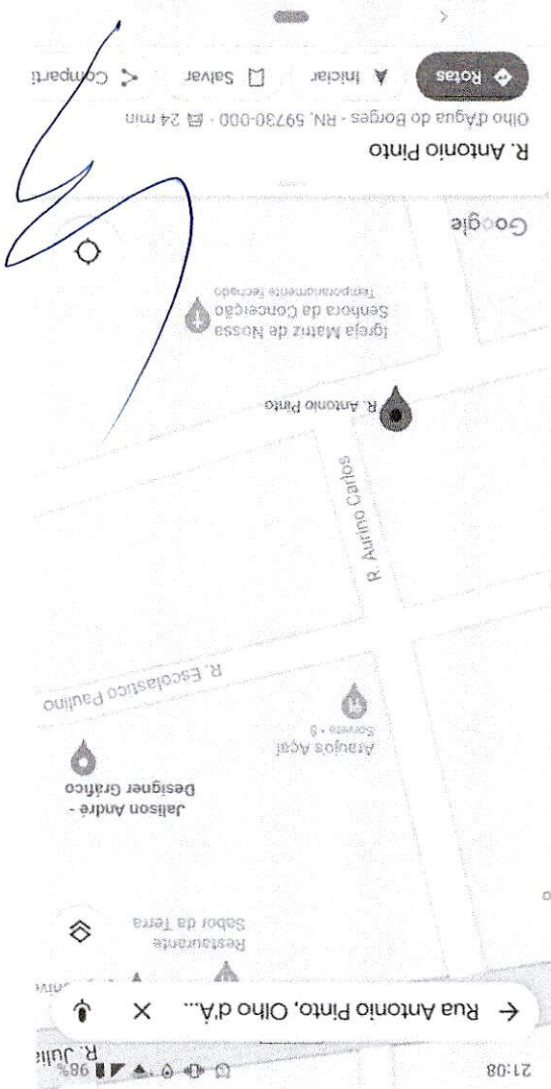 21:08
98%
R. Julia
Rua Antonio Pinto, Olho d'Á...
Restaurante
Sabor da Terra
Jalison André -
Designer Gráfico
Araujos Açaí
Sorvete • $
R. Escolastico Paulino
R. Aurino Carlos
R. Antonio Pinto
Igreja Matriz de Nossa
Senhora da Conceição
Temporariamente fechado
Google
R. Antonio Pinto
Olho d'Água do Borges - RN, 59730-000 · 24 min
Rotas
Iniciar
Salvar
Comparti